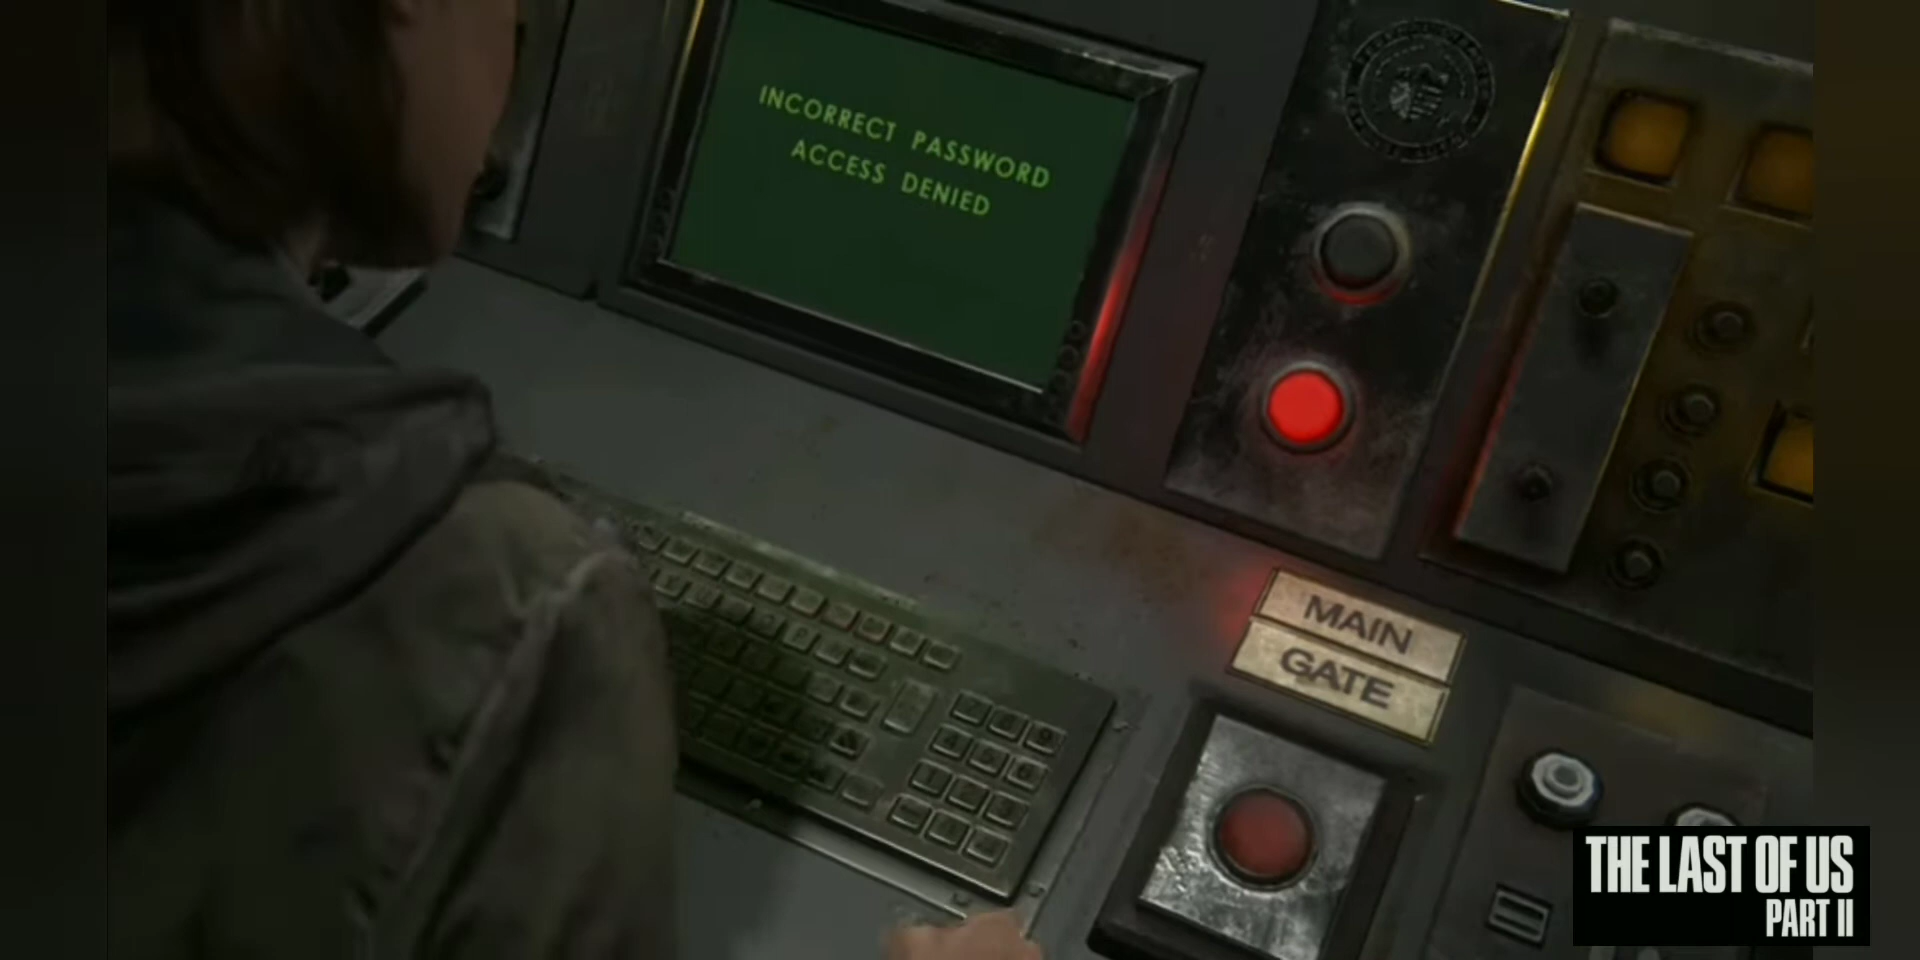 INCORRECT PASSWORD
ACCESS DENIED
MAIN
GATE
THE LAST OF US
PART II